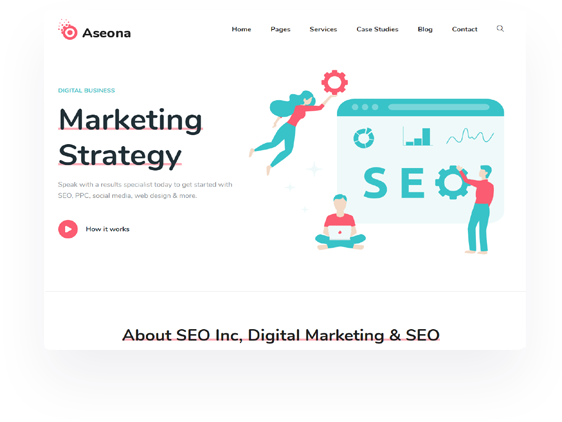 Aseona
Home Pages Services Case Studies Blog Contact
DIGITAL BUSINESS
Marketing
Strategy
Speak with a results specialist today to get started with
SEO, PPC, social media, web design & more.
How it works
SE
About SEO Inc, Digital Marketing & SEO